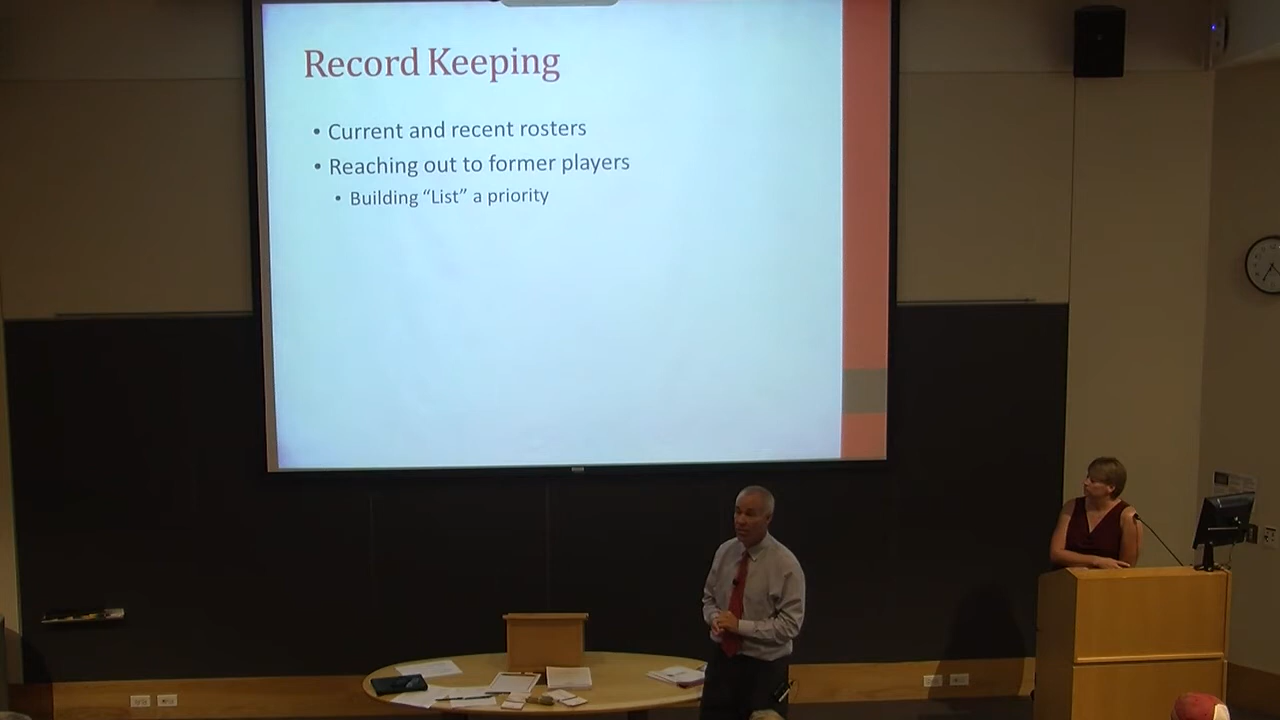 Record Keeping
• Current and recent rosters
• Reaching out to former players
• Building “List” a priority